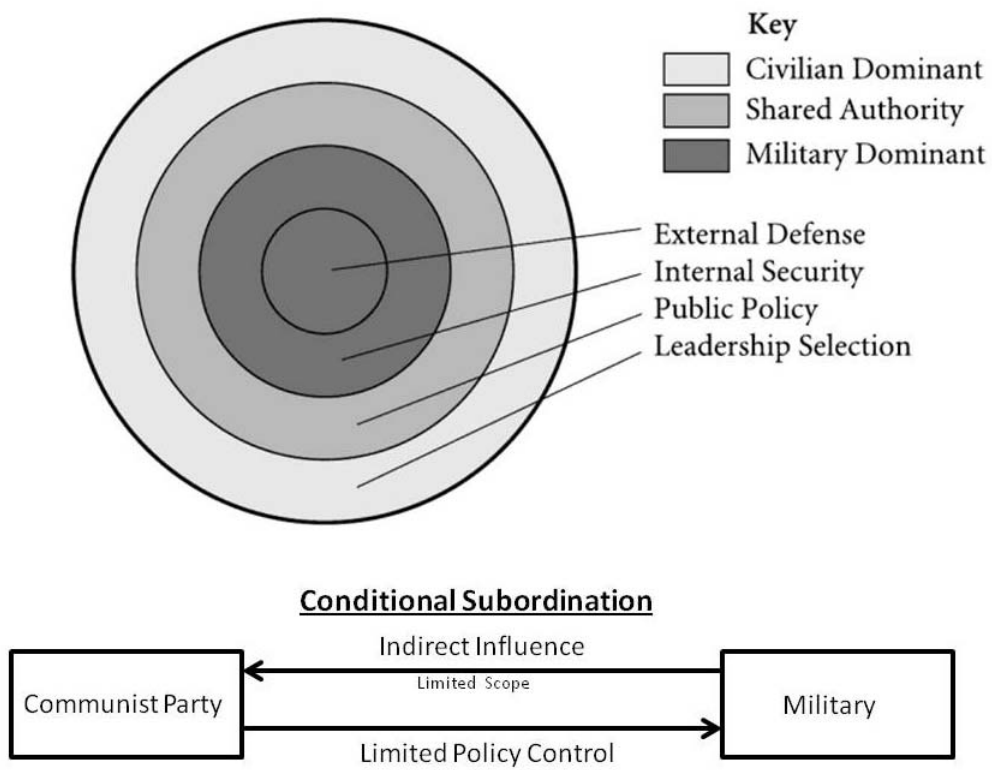 Key
Civilian Dominant
Shared Authority
Military Dominant
External Defense
Internal Security
Public Policy
Leadership Selection
Conditional Subordination
Indirect Influence
Limited Scope
Communist Party
Military
Limited Policy Control